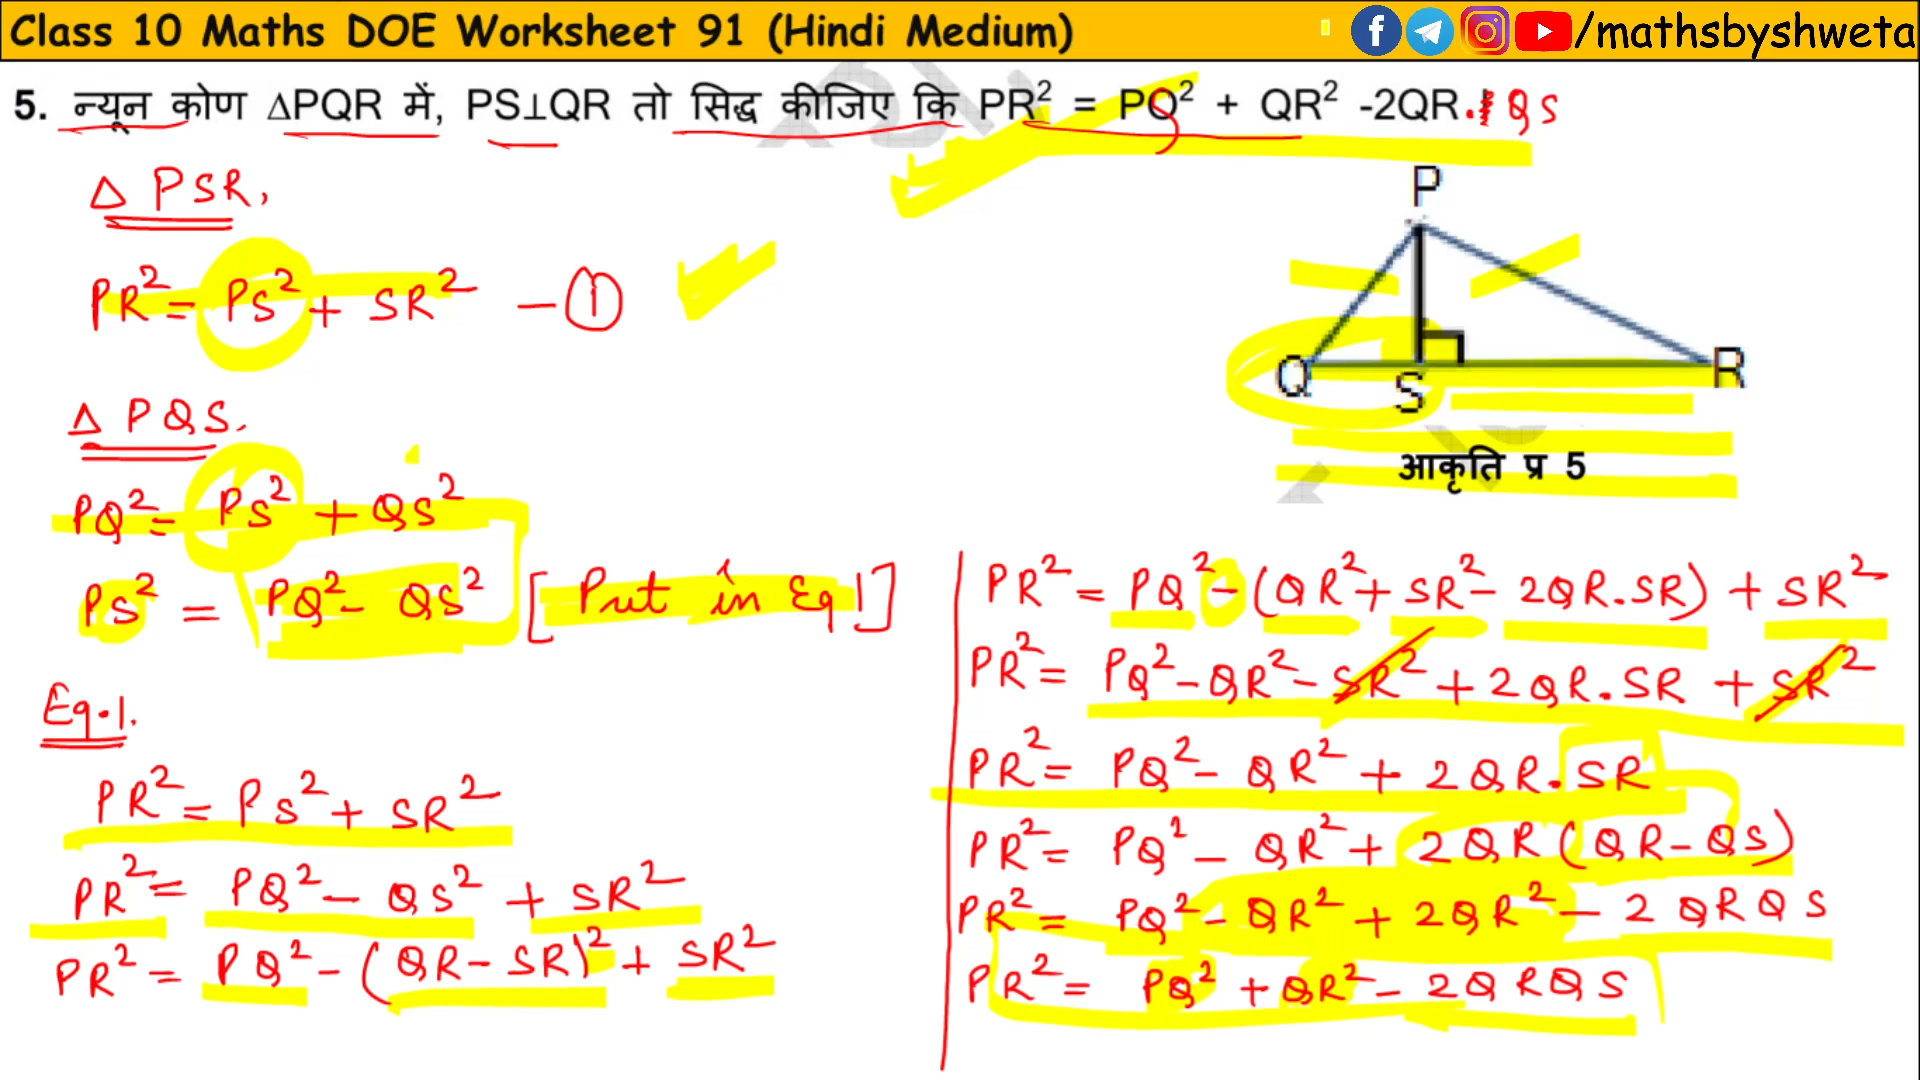 Class 10 Maths DOE Worksheet 91 (Hindi Medium)
/mathsbyshweta
5. न्यून कोण ΔPQR में, PS⊥QR तो सिद्ध कीजिए कि PR² = PQ² + QR² -2QR.QS
Δ PSR,
PR² = PS² + SR² - ①
Δ PQS.
PQ² = PS² + QS²
PS² = PQ² - QS² [Put in Eq 1]
Eq.1.
PR² = PS² + SR²
PR² = PQ² - QS² + SR²
PR² = PQ² - (QR - SR)² + SR²
P
Q
S
R
आकृति प्र 5
PR² = PQ² - (QR² + SR² - 2QR.SR) + SR²
PR² = PQ² - QR² - SR² + 2QR.SR + SR²
PR² = PQ² - QR² + 2QR.SR
PR² = PQ² - QR² + 2QR(QR-QS)
PR² = PQ² - QR² + 2QR² - 2QRQS
PR² = PQ² + QR² - 2QRQS